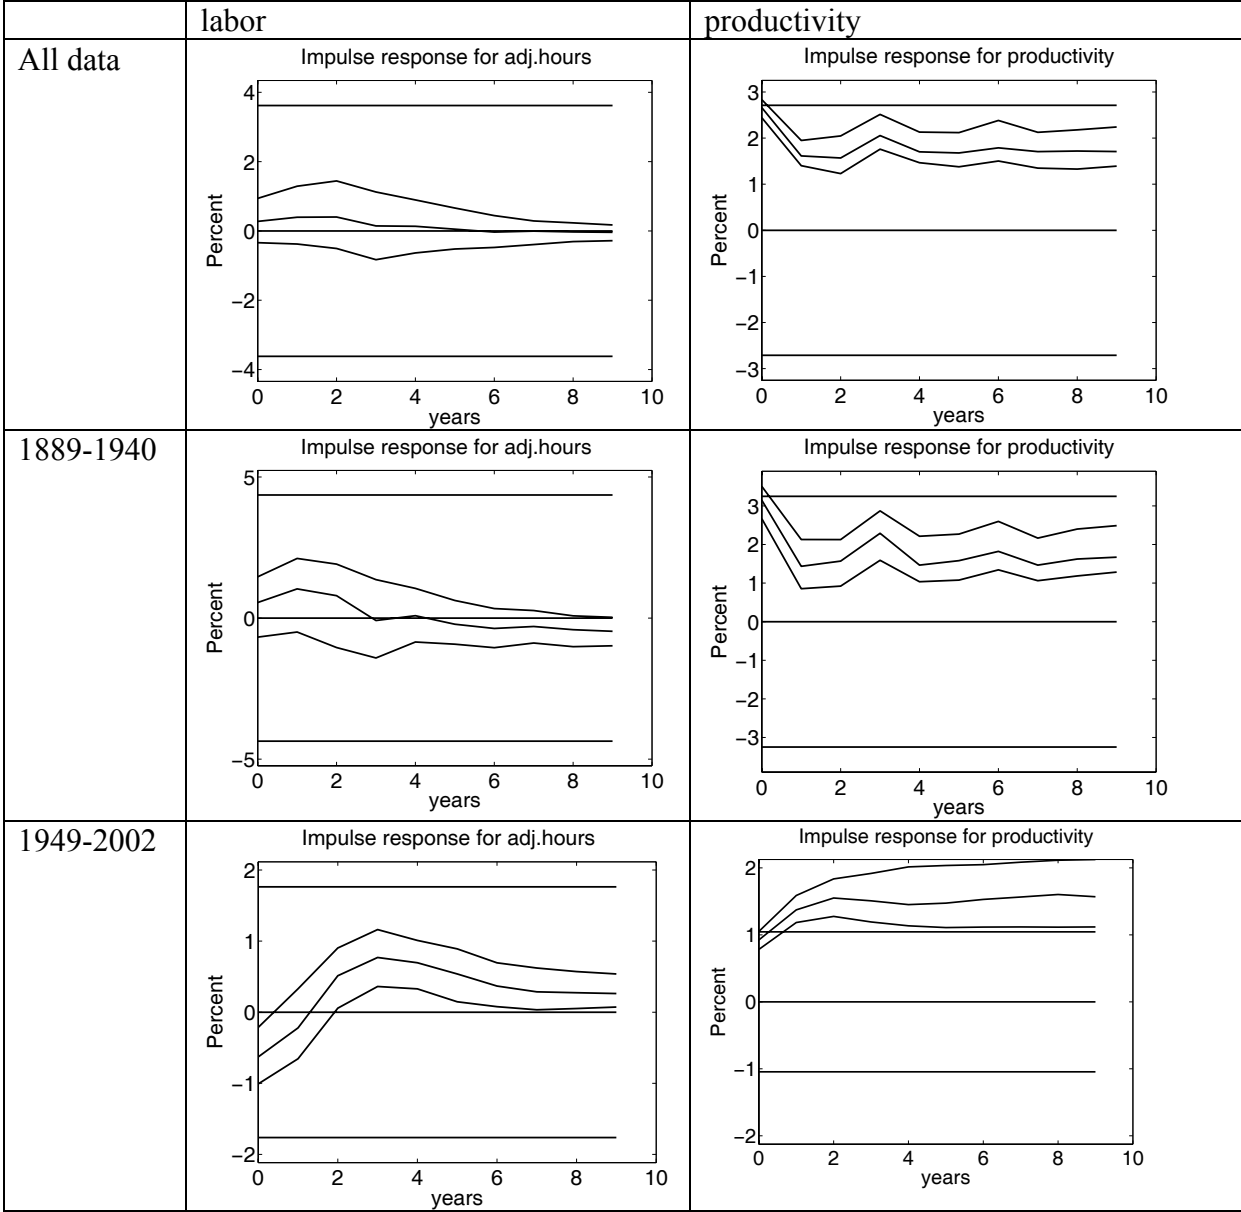 labor
productivity
All data
Impulse response for adj.hours
4
2
0
−2
−4
Percent
0 2 4 6 8 10
years
Impulse response for productivity
3
2
1
0
−1
−2
−3
Percent
0 2 4 6 8 10
years
1889-1940
Impulse response for adj.hours
5
0
−5
Percent
0 2 4 6 8 10
years
Impulse response for productivity
3
2
1
0
−1
−2
−3
Percent
0 2 4 6 8 10
years
1949-2002
Impulse response for adj.hours
2
1
0
−1
−2
Percent
0 2 4 6 8 10
years
Impulse response for productivity
2
1
0
−1
−2
Percent
0 2 4 6 8 10
years